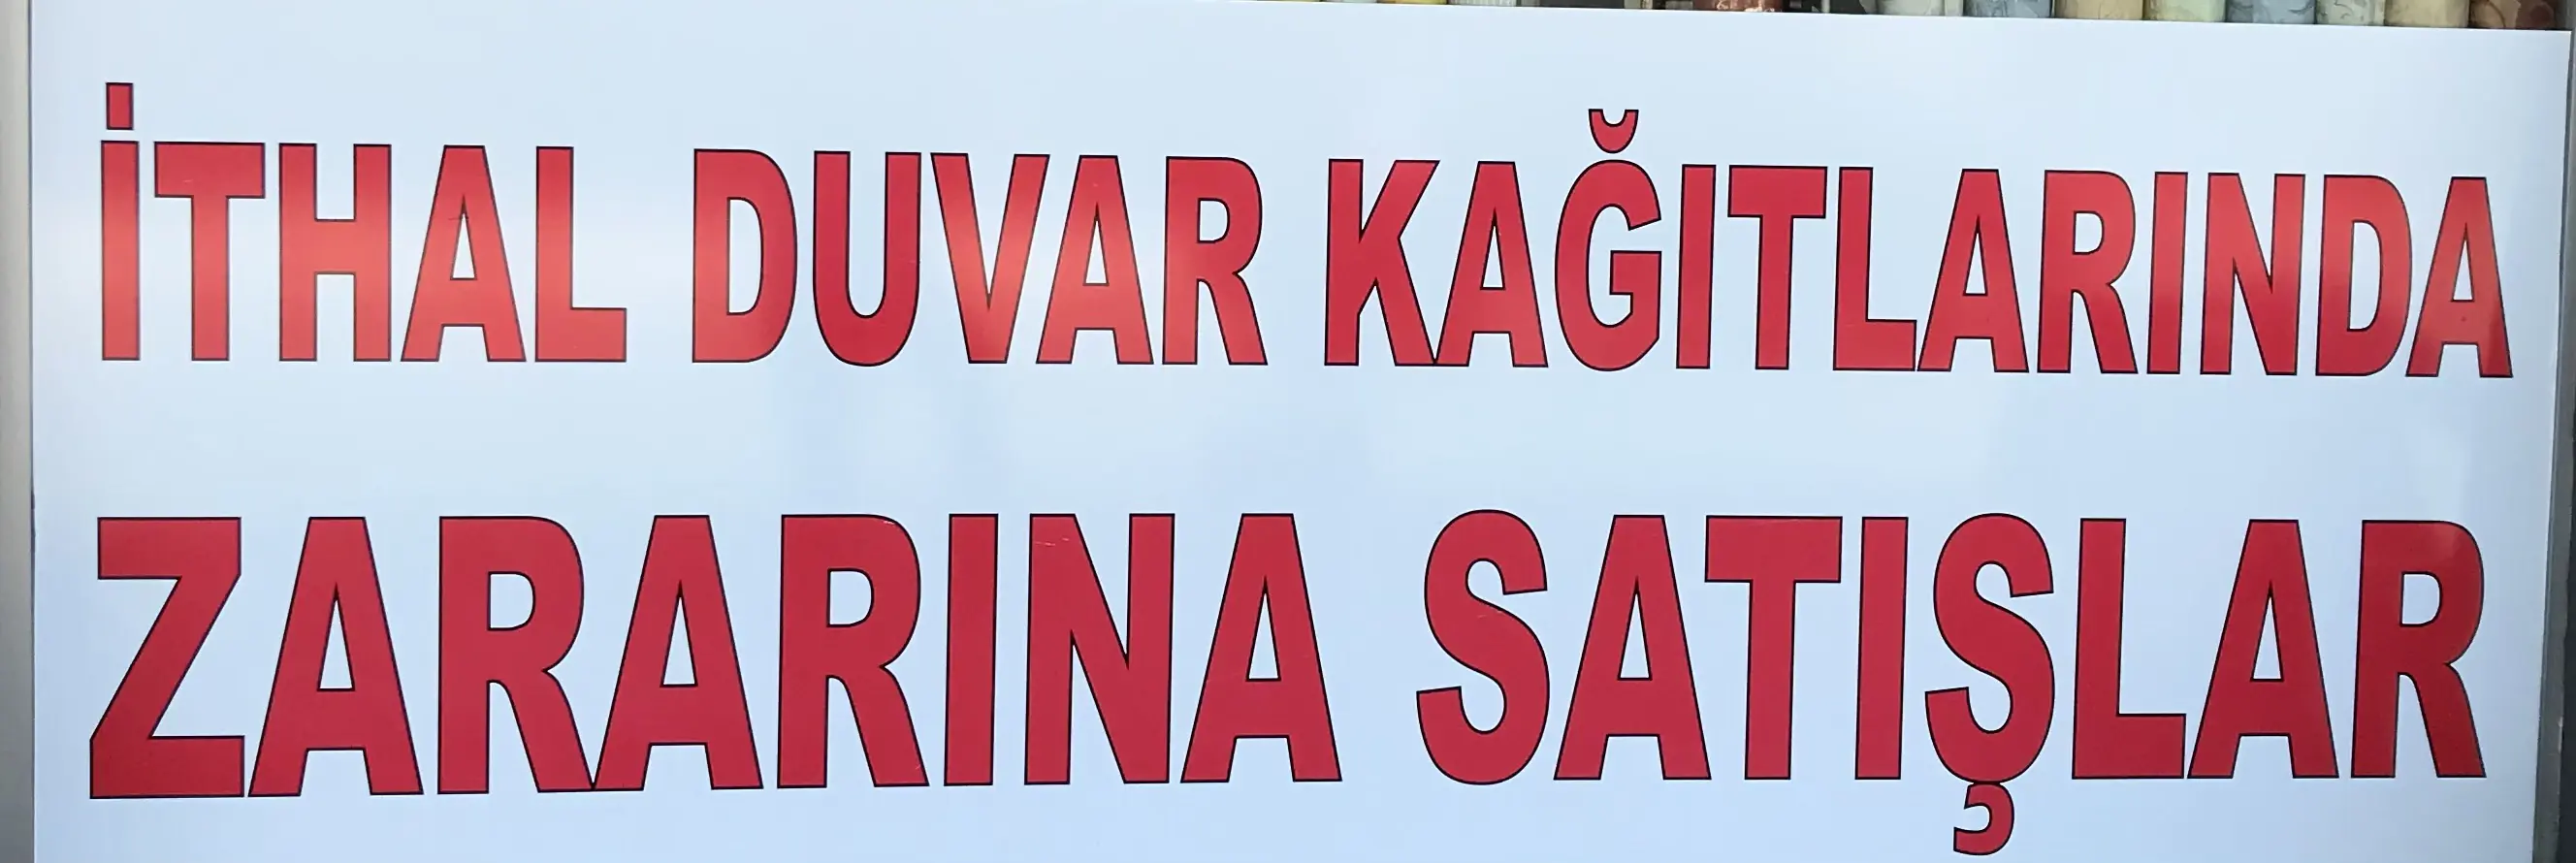 İTHAL DUVAR KAĞITLARINDA
ZARARINA SATIŞLAR